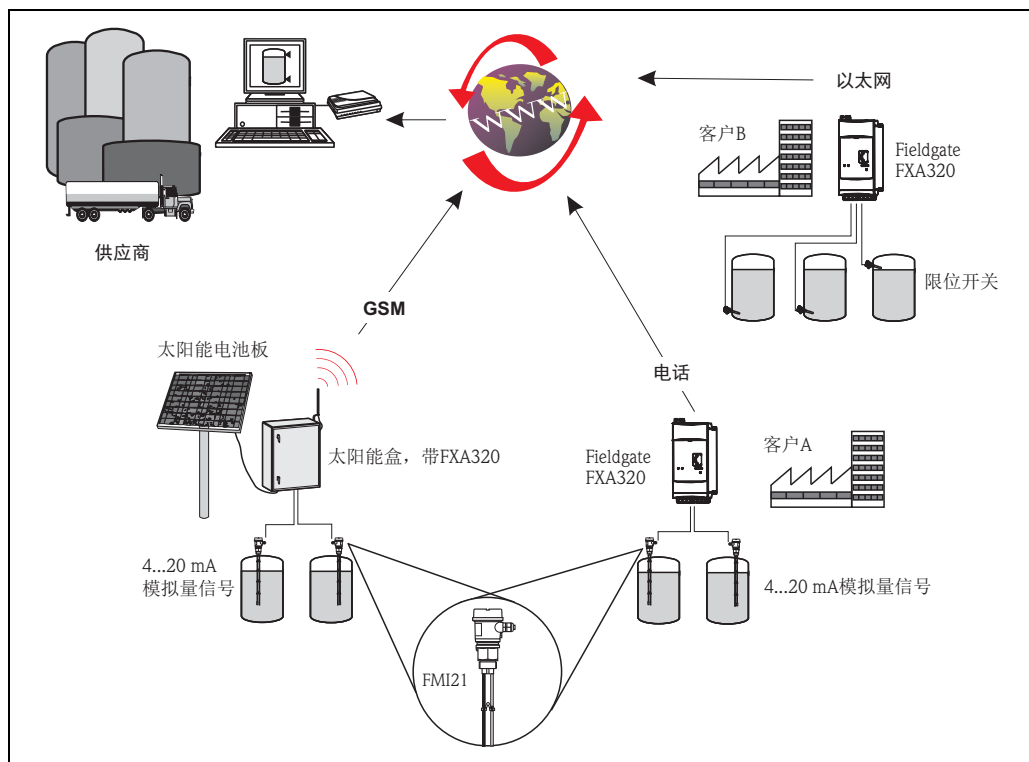 WWW
以太网
客户B
Fieldgate
FXA320
供应商
限位开关
GSM
太阳能电池板
电话
太阳能盒，带FXA320
Fieldgate
FXA320
客户A
4...20 mA
模拟量信号
4...20 mA模拟量信号
FMI21